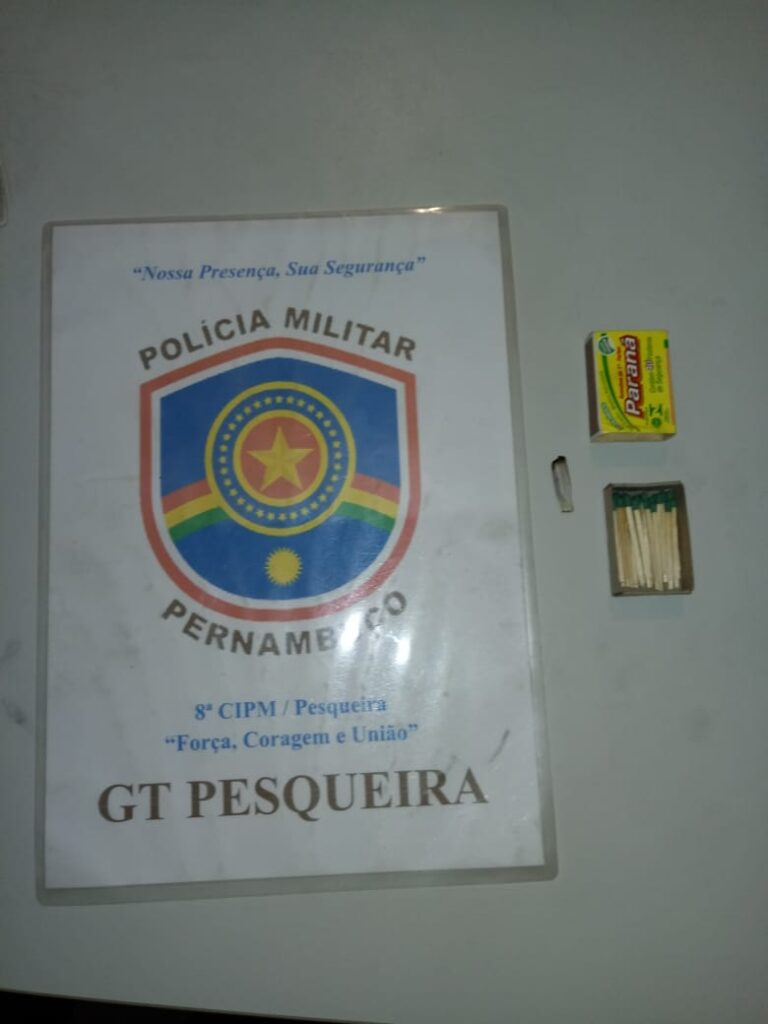 “Nossa Presença, Sua Segurança”
POLÍCIA MILITAR
PERNAMBUCO
8ª CIPM / Pesqueira
“Força, Coragem e União”
GT PESQUEIRA
Paraná